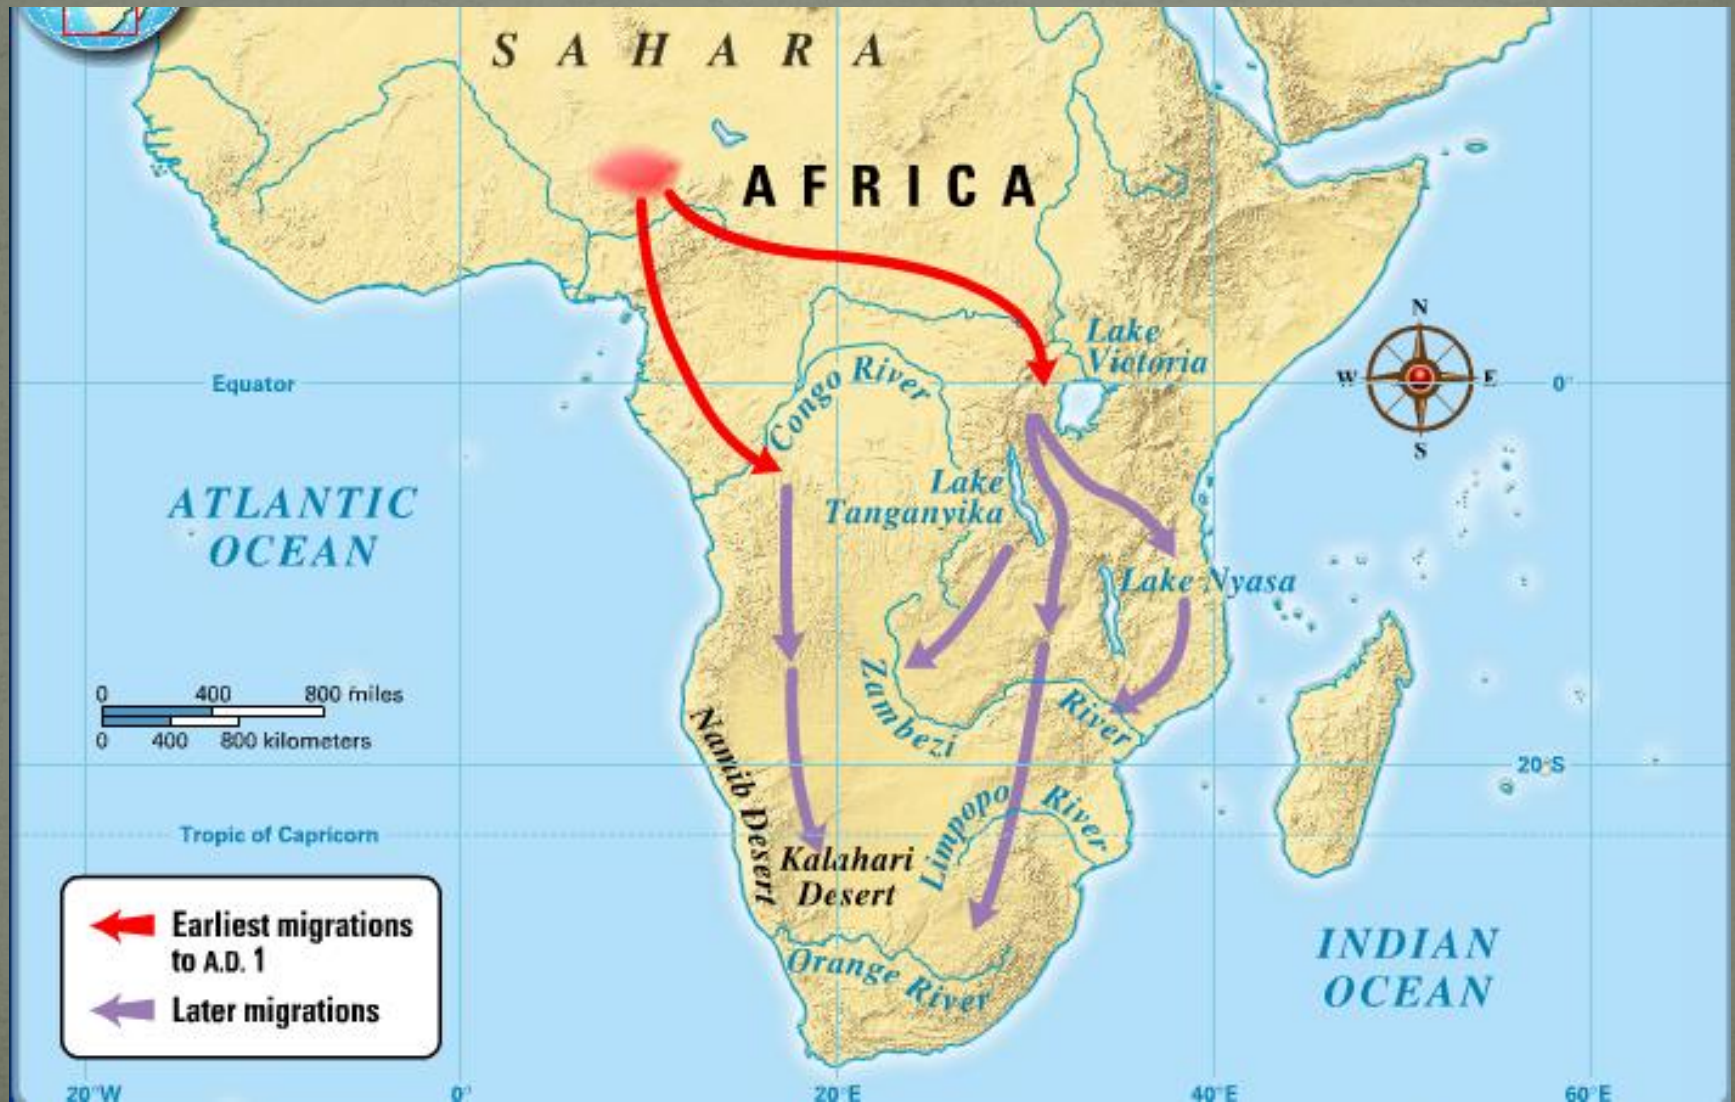 SAHARA
AFRICA
Lake
Victoria
N
W
E
S
Equator
0°
Congo River
ATLANTIC
OCEAN
Lake
Tanganyika
Lake Nyasa
0 400 800 miles
0 400 800 kilometers
Zambezi River
Namib Desert
20°S
Limpopo River
Tropic of Capricorn
Kalahari
Desert
Earliest migrations
to A.D. 1
Later migrations
Orange River
INDIAN
OCEAN
20°W
0°
20°E
40°E
60°E